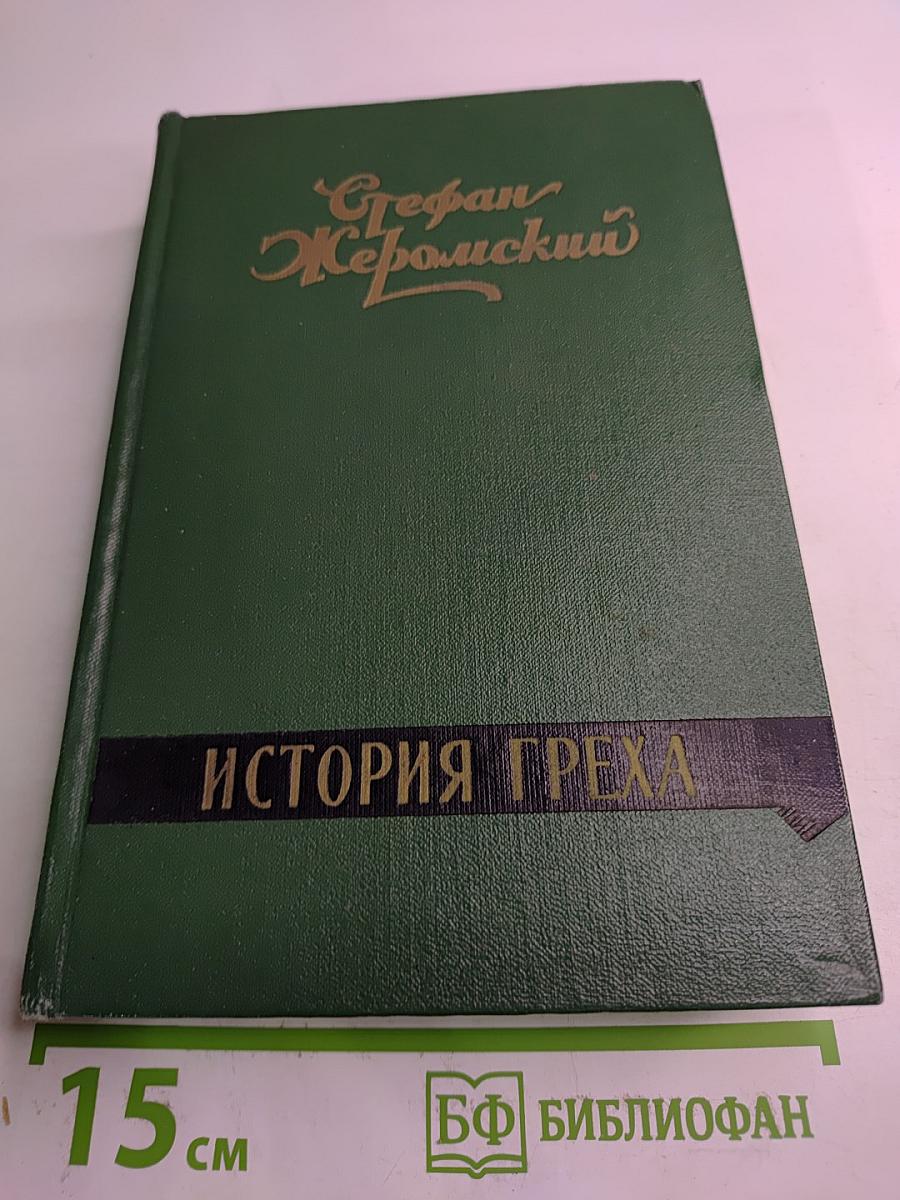 Стефан
Жеромский
ИСТОРИЯ ГРЕХА
15 см
БФ БИБЛИОФАН